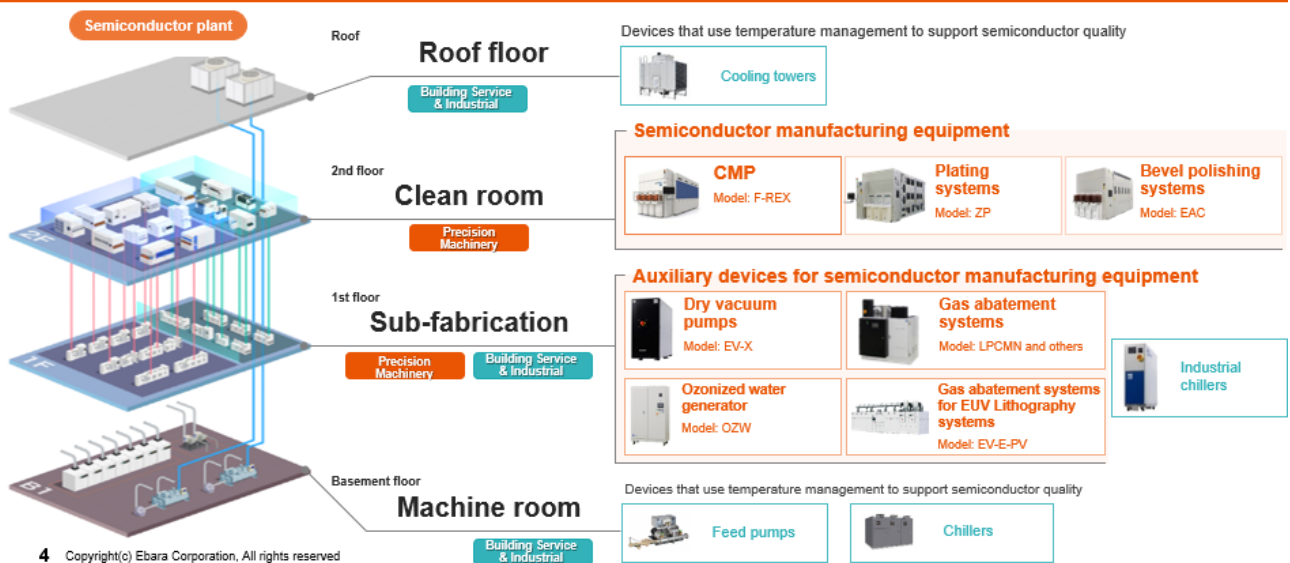 Semiconductor plant
Roof
Roof floor
Building Service
& Industrial
Devices that use temperature management to support semiconductor quality
Cooling towers
2nd floor
Clean room
Precision
Machinery
Semiconductor manufacturing equipment
CMP
Model: F-REX
Plating
systems
Model: ZP
Bevel polishing
systems
Model: EAC
2F
1st floor
Sub-fabrication
Precision
Machinery
Building Service
& Industrial
Auxiliary devices for semiconductor manufacturing equipment
Dry vacuum
pumps
Model: EV-X
Gas abatement
systems
Model: LPCMN and others
Ozonized water
generator
Model: OZW
Gas abatement systems
for EUV Lithography
systems
Model: EV-E-PV
Industrial
chillers
1F
Basement floor
Machine room
Building Service
& Industrial
Devices that use temperature management to support semiconductor quality
Feed pumps
Chillers
B1
4 Copyright(c) Ebara Corporation, All rights reserved